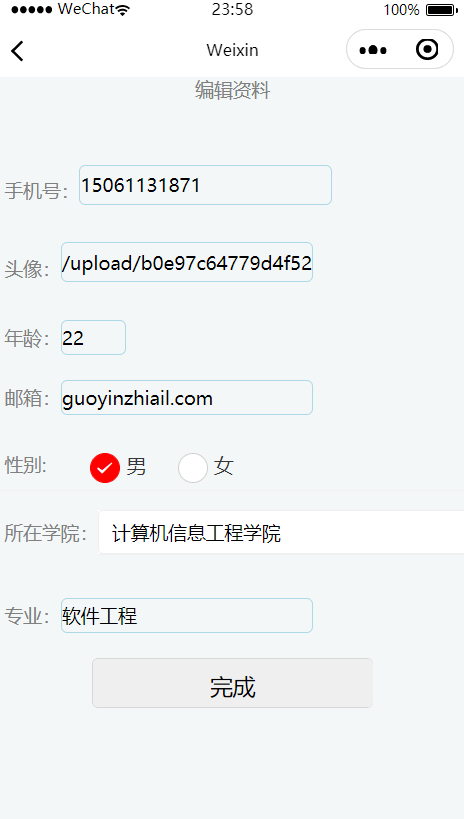 WeChat 23:58 100%
Weixin
编辑资料
手机号: 15061131871
头像: /upload/b0e97c64779d4f52
年龄: 22
邮箱: guoyinzhiail.com
性别: 男 女
所在学院: 计算机信息工程学院
专业: 软件工程
完成